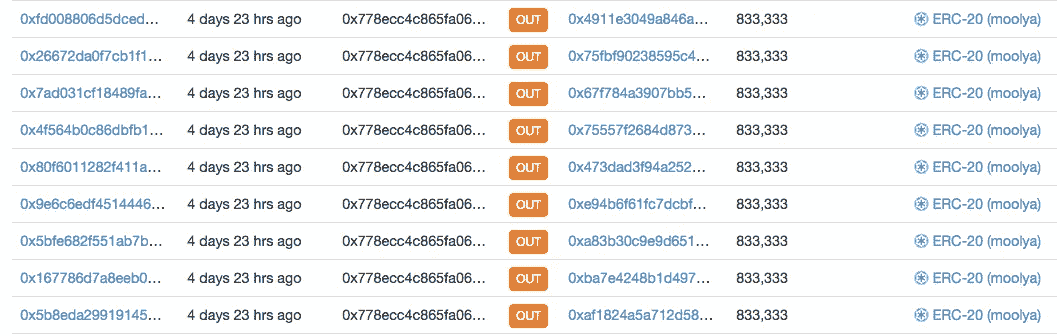 0xfd008806d5dced... 4 days 23 hrs ago 0x778ecc4c865fa06... OUT 0x4911e3049a846a... 833,333 ERC-20 (moolya)
0x26672da0f7cb1f1... 4 days 23 hrs ago 0x778ecc4c865fa06... OUT 0x75fbf90238595c4... 833,333 ERC-20 (moolya)
0x7ad031cf18489fa... 4 days 23 hrs ago 0x778ecc4c865fa06... OUT 0x67f784a3907bb5... 833,333 ERC-20 (moolya)
0x4f564b0c86dbfb1... 4 days 23 hrs ago 0x778ecc4c865fa06... OUT 0x75557f2684d873... 833,333 ERC-20 (moolya)
0x80f6011282f411a... 4 days 23 hrs ago 0x778ecc4c865fa06... OUT 0x473dad3f94a252... 833,333 ERC-20 (moolya)
0x9e6c6edf4514446... 4 days 23 hrs ago 0x778ecc4c865fa06... OUT 0xe94b6f61fc7dcbf... 833,333 ERC-20 (moolya)
0x5bfe682f551ab7b... 4 days 23 hrs ago 0x778ecc4c865fa06... OUT 0xa83b30c9e9d651... 833,333 ERC-20 (moolya)
0x167786d7a8eeb0... 4 days 23 hrs ago 0x778ecc4c865fa06... OUT 0xba7e4248b1d497... 833,333 ERC-20 (moolya)
0x5b8eda29919145... 4 days 23 hrs ago 0x778ecc4c865fa06... OUT 0xaf1824a5a712d58... 833,333 ERC-20 (moolya)